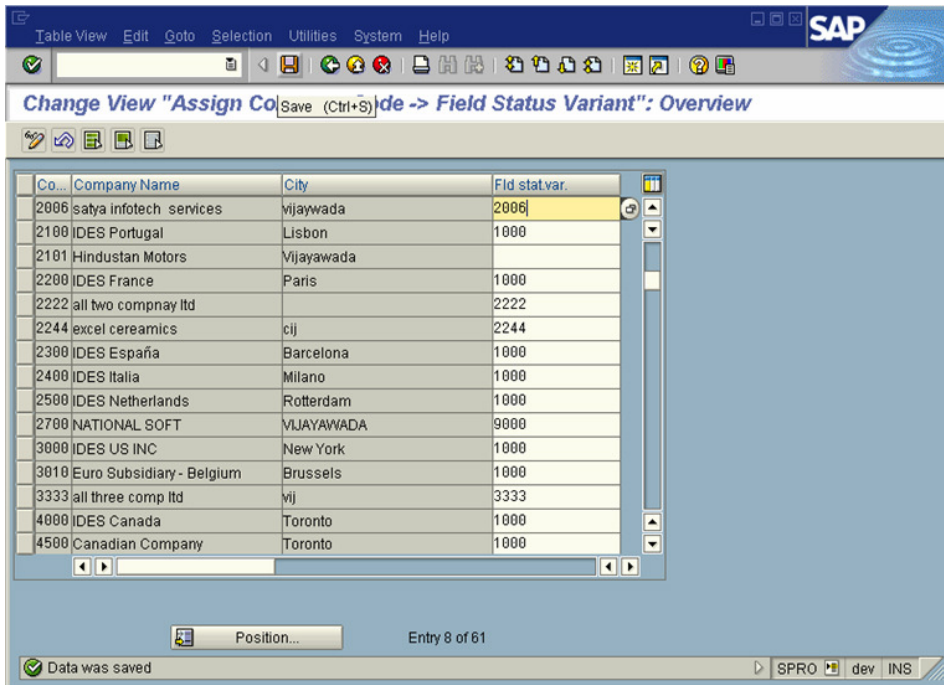 Table View Edit Goto Selection Utilities System Help
SAP
Change View "Assign Co de -> Field Status Variant": Overview
Save (Ctrl+S)
Co... Company Name City Fld stat.var.
2006 satya infotech services vijaywada 2006
2100 IDES Portugal Lisbon 1000
2101 Hindustan Motors Vijayawada
2200 IDES France Paris 1000
2222 all two compnay ltd 2222
2244 excel cereamics cij 2244
2300 IDES España Barcelona 1000
2400 IDES Italia Milano 1000
2500 IDES Netherlands Rotterdam 1000
2700 NATIONAL SOFT VIJAYAWADA 9000
3000 IDES US INC New York 1000
3010 Euro Subsidiary - Belgium Brussels 1000
3333 all three comp ltd vij 3333
4000 IDES Canada Toronto 1000
4500 Canadian Company Toronto 1000
Position... Entry 8 of 61
Data was saved SPRO dev INS